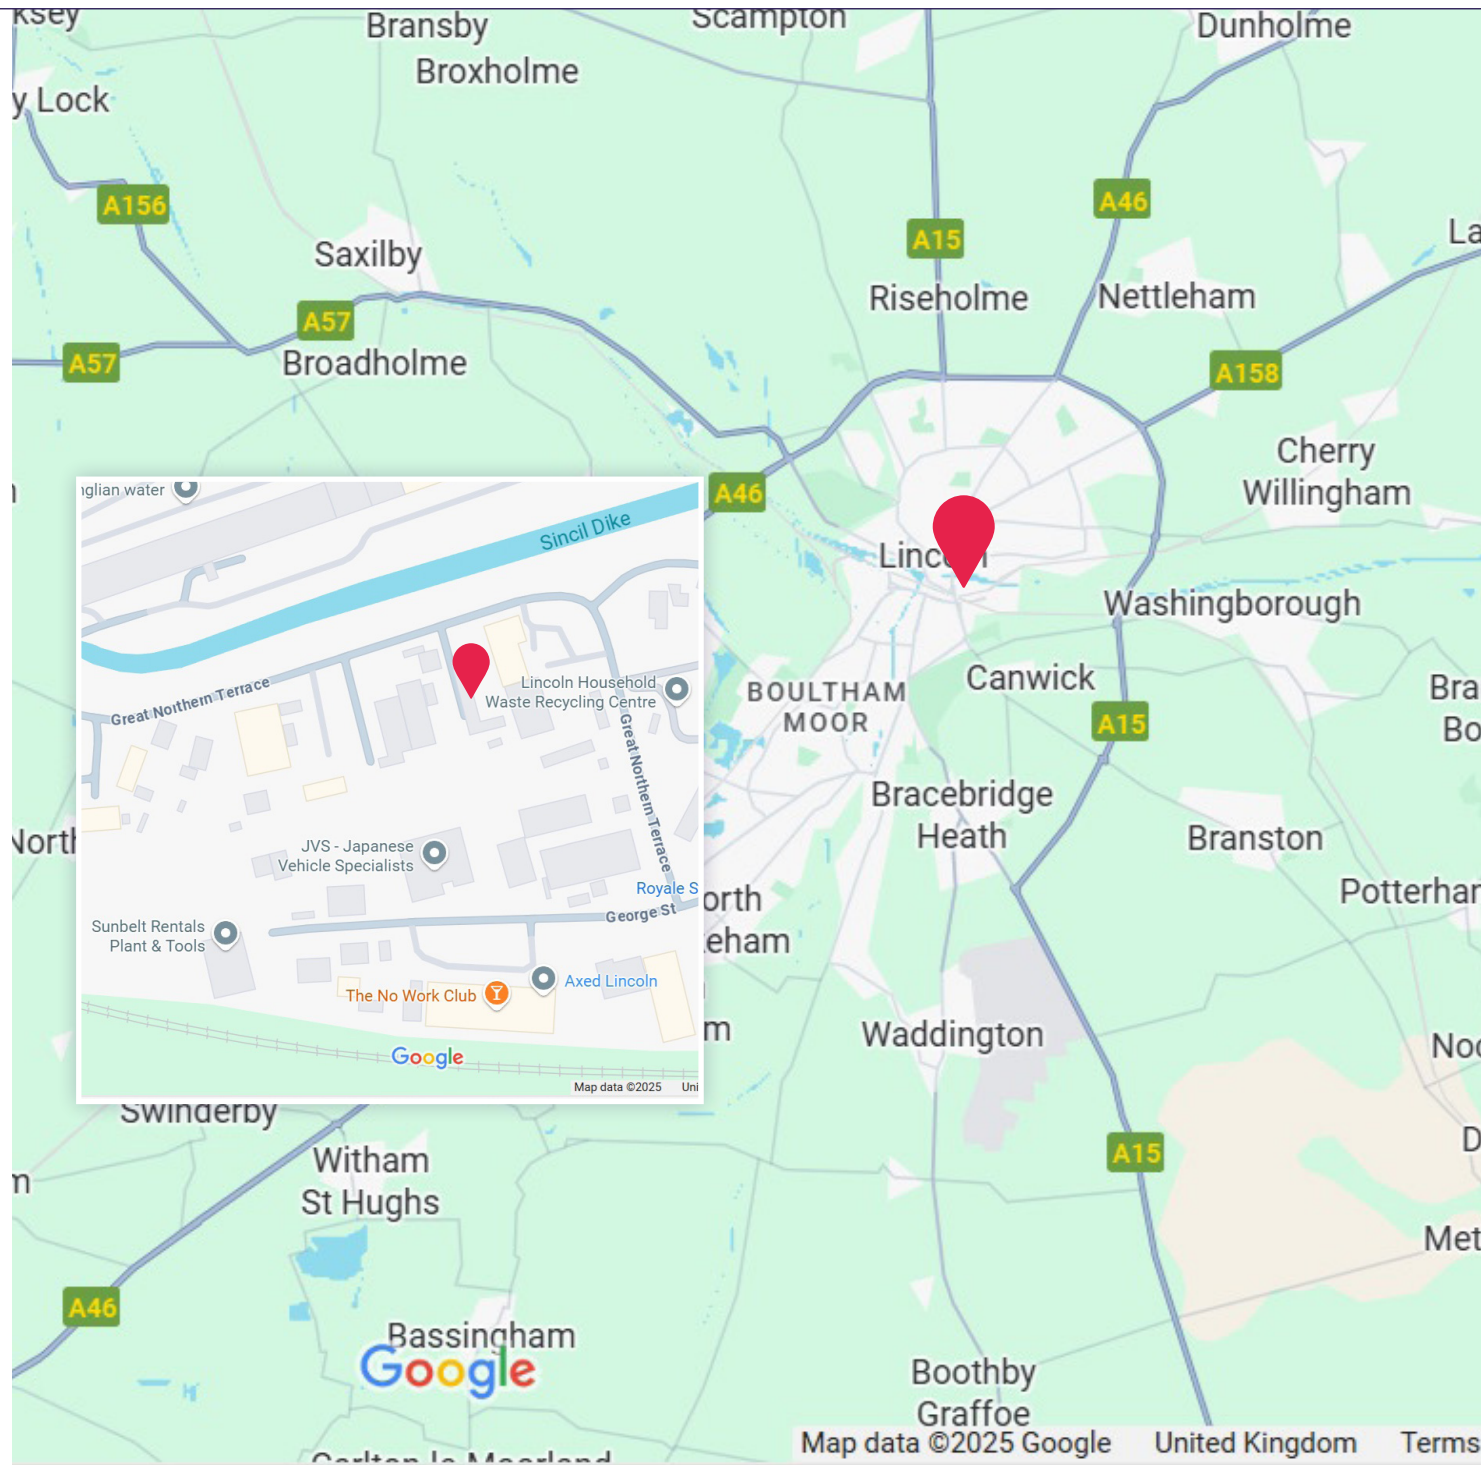 Bransby
Scampton
Dunholme
Broxholme
y Lock
A156
A46
A15
Saxilby
Riseholme
Nettleham
A57
A57
Broadholme
A158
Cherry
Willingham
A46
Lincoln
Washingborough
Canwick
BOULTHAM
MOOR
A15
Bracebridge
Heath
Branston
orth
Waddington
A15
Swinderby
Witham
St Hughs
A46
Bassingham
Google
Boothby
Graffoe
Map data ©2025 Google United Kingdom Terms
Sincil Dike
Great Northern Terrace
Lincoln Household
Waste Recycling Centre
Great Northern Terrace
JVS - Japanese
Vehicle Specialists
Royale S
George St
Sunbelt Rentals
Plant & Tools
Axed Lincoln
The No Work Club
Google
Map data ©2025 Uni